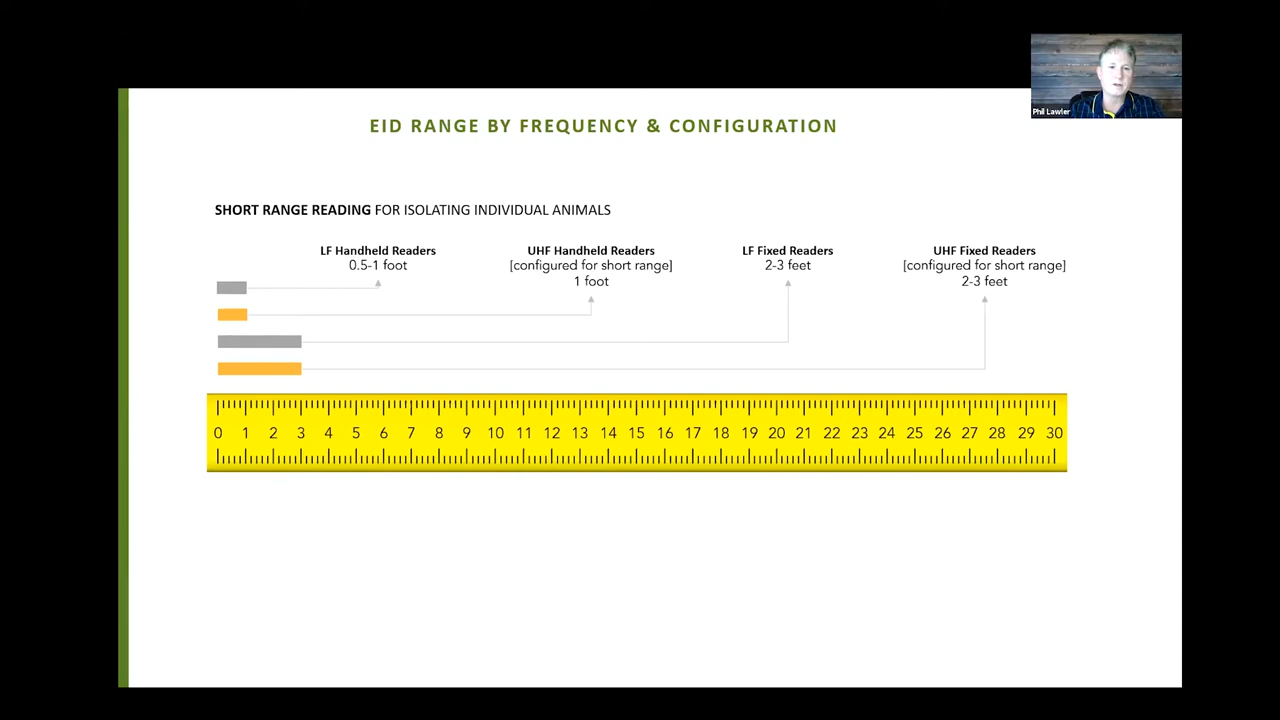 Phil Lawler
EID RANGE BY FREQUENCY & CONFIGURATION
SHORT RANGE READING FOR ISOLATING INDIVIDUAL ANIMALS
LF Handheld Readers
0.5-1 foot
UHF Handheld Readers
[configured for short range]
1 foot
LF Fixed Readers
2-3 feet
UHF Fixed Readers
[configured for short range]
2-3 feet
0 1 2 3 4 5 6 7 8 9 10 11 12 13 14 15 16 17 18 19 20 21 22 23 24 25 26 27 28 29 30